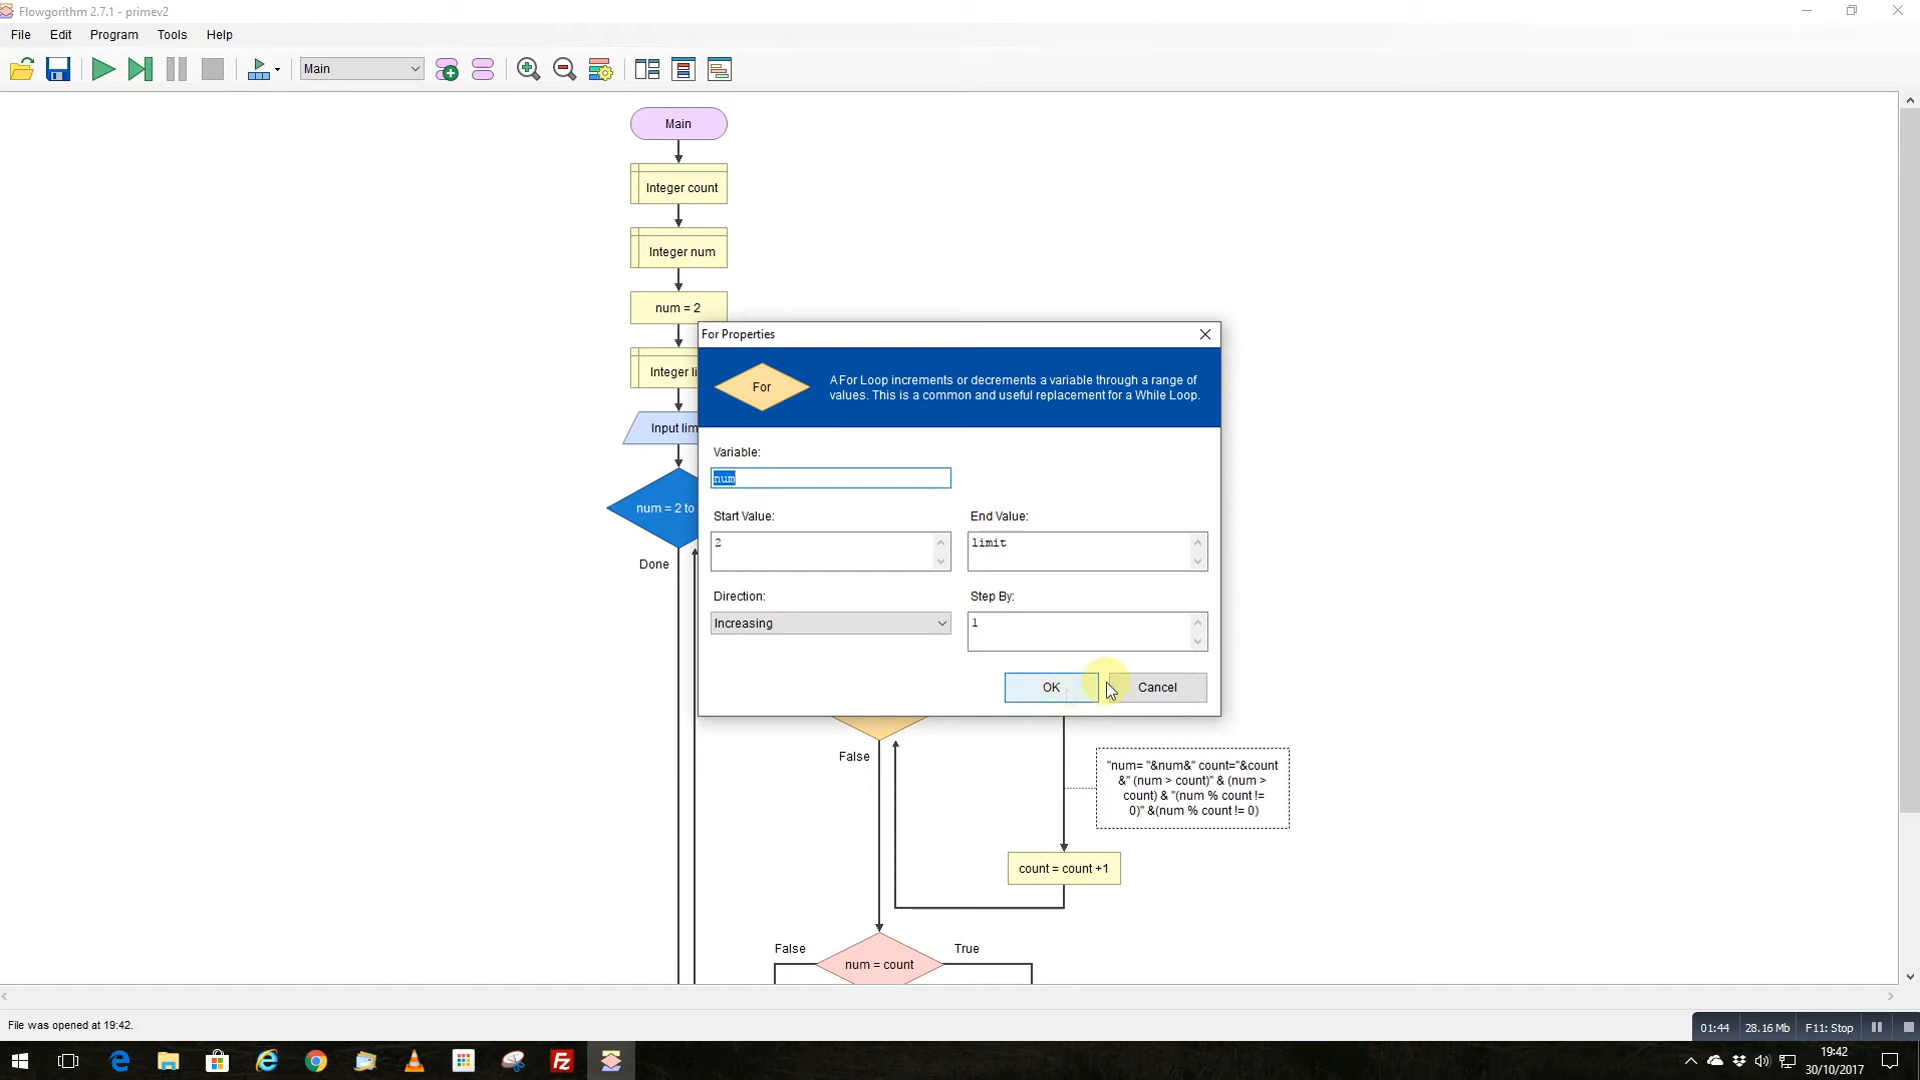 Flowgorithm 2.7.1 - primev2
File Edit Program Tools Help
Main
Main
Integer count
Integer num
num = 2
Integer li
Input lim
num = 2 to
Done
For Properties
For
A For Loop increments or decrements a variable through a range of
values. This is a common and useful replacement for a While Loop.
Variable:
num
Start Value:
End Value:
2
limit
Direction:
Step By:
Increasing
1
OK
Cancel
False
"num= "&num&" count="&count
&" (num > count)" & (num >
count) & "(num % count !=
0)" &(num % count != 0)
count = count +1
False
True
num = count
File was opened at 19:42.
01:44
28.16 Mb
F11: Stop
19:42
30/10/2017